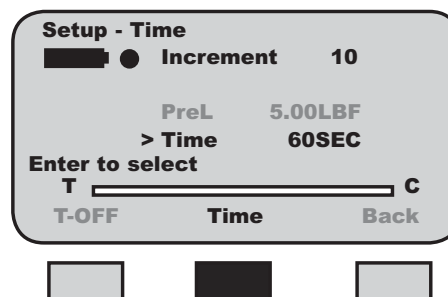 Setup - Time
Increment 10
PreL 5.00LBF
> Time 60SEC
Enter to select
T C
T-OFF Time Back